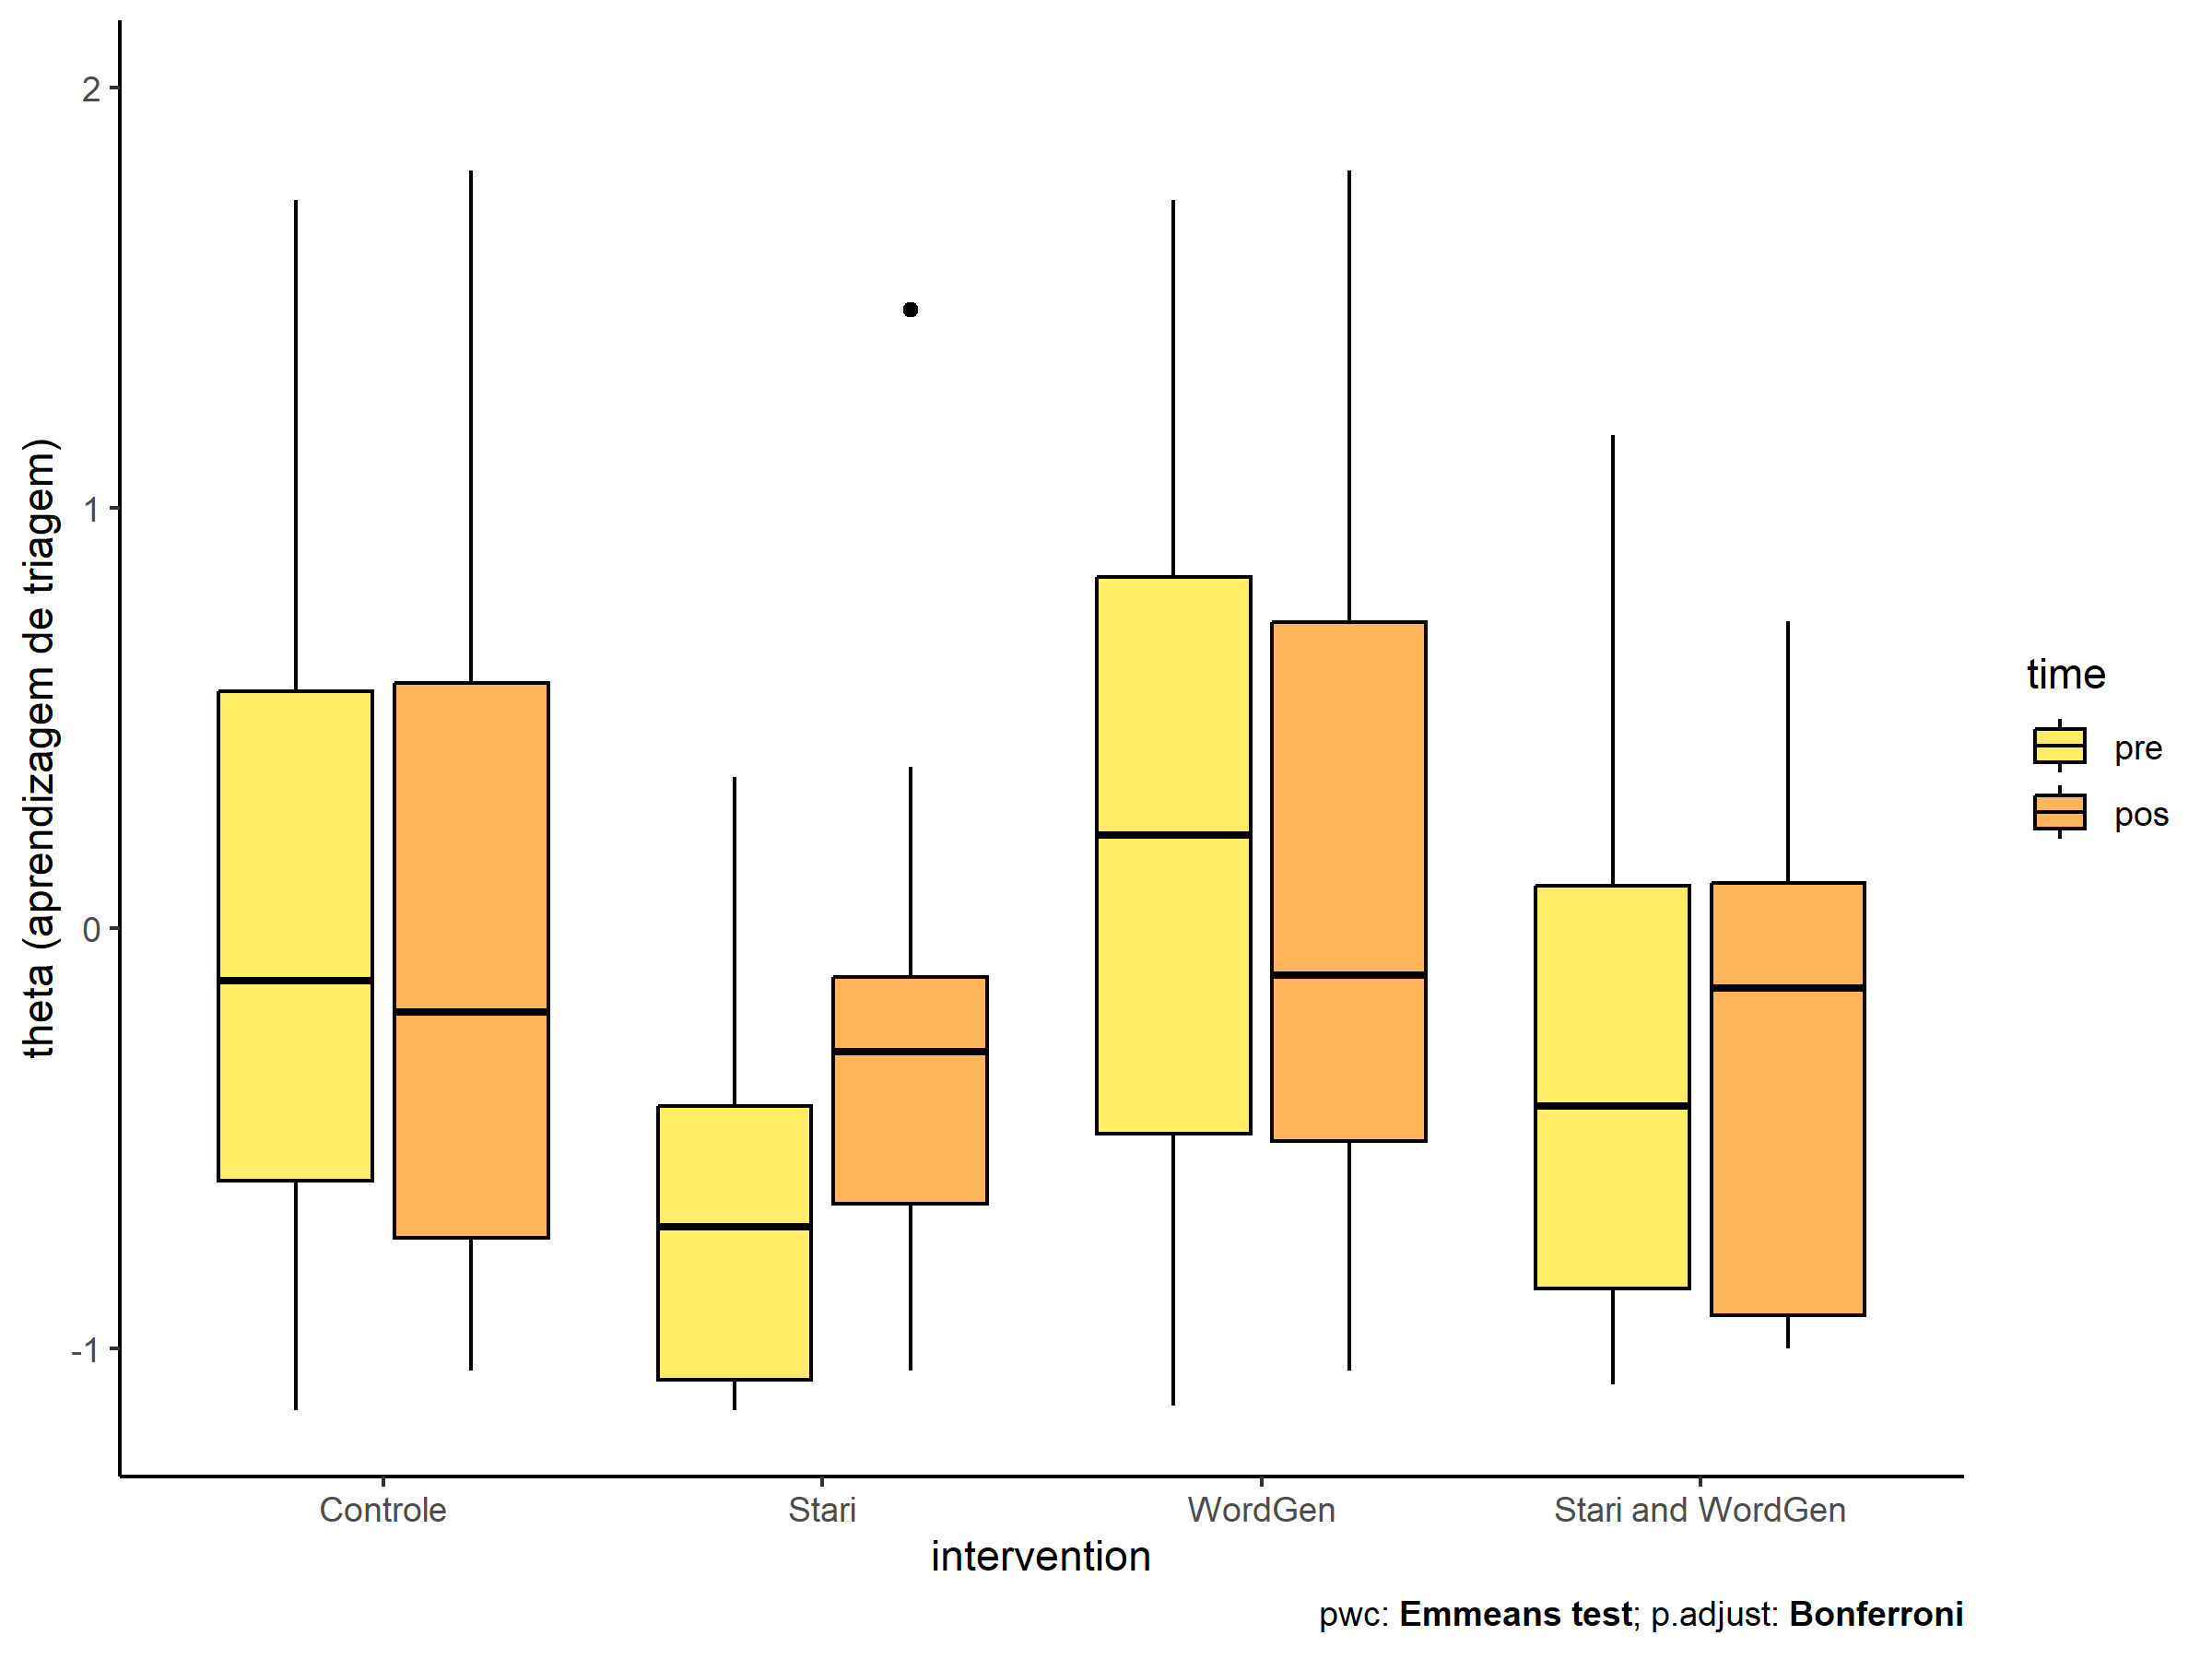 theta (aprendizagem de triagem)
2
1
0
-1
Controle
Stari
WordGen
Stari and WordGen
intervention
time
pre
pos
pwc: Emmeans test; p.adjust: Bonferroni